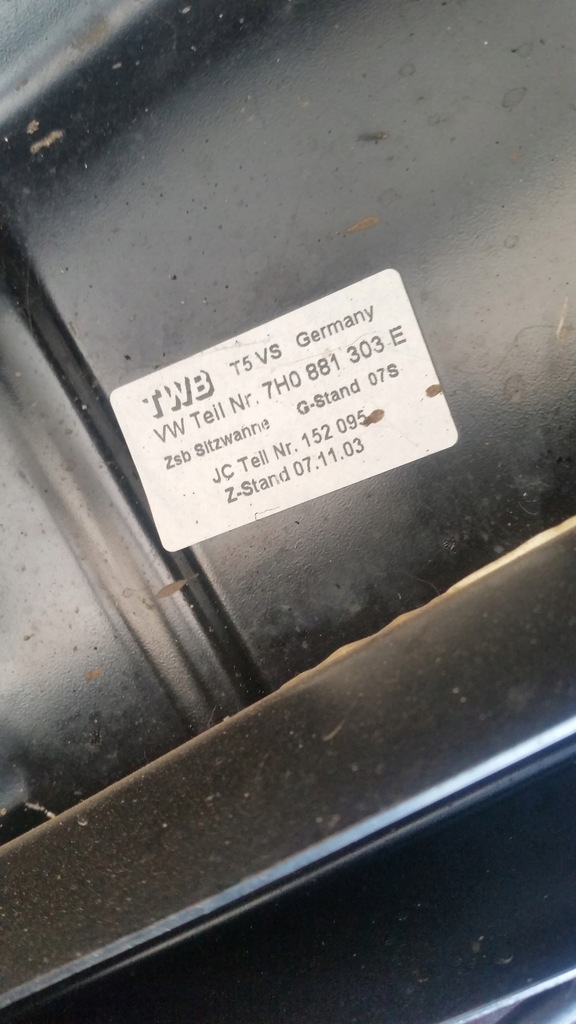 TWB T5 VS Germany
VW Teil Nr. 7H0 881 303 E
Zsb Sitzwanne G-Stand 07S
JC Teil Nr. 152 095
Z-Stand 07.11.03